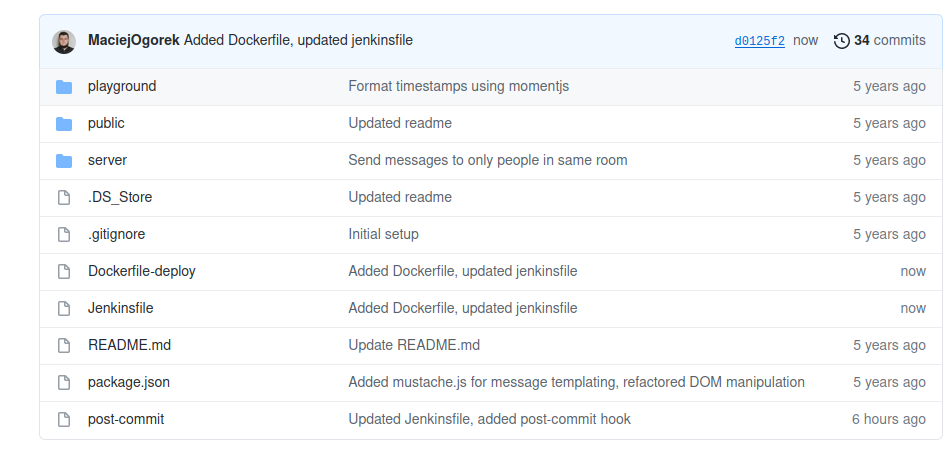 MaciejOgorek Added Dockerfile, updated jenkinsfile d0125f2 now 34 commits
playground Format timestamps using momentjs 5 years ago
public Updated readme 5 years ago
server Send messages to only people in same room 5 years ago
.DS_Store Updated readme 5 years ago
.gitignore Initial setup 5 years ago
Dockerfile-deploy Added Dockerfile, updated jenkinsfile now
Jenkinsfile Added Dockerfile, updated jenkinsfile now
README.md Update README.md 5 years ago
package.json Added mustache.js for message templating, refactored DOM manipulation 5 years ago
post-commit Updated Jenkinsfile, added post-commit hook 6 hours ago